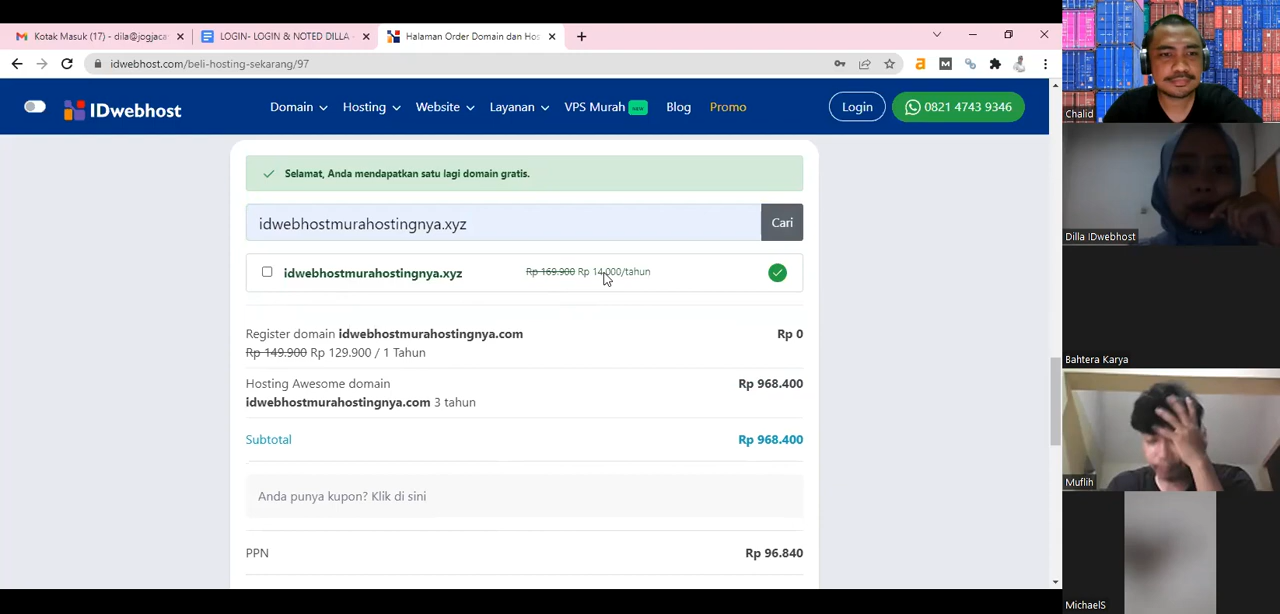 Kotak Masuk (17) - dila@jogjaca
LOGIN- LOGIN & NOTED DILLA -
Halaman Order Domain dan Hos
idwebhost.com/beli-hosting-sekarang/97
IDwebhost
Domain
Hosting
Website
Layanan
VPS Murah NEW
Blog
Promo
Login
0821 4743 9346
Selamat, Anda mendapatkan satu lagi domain gratis.
idwebhostmurahostingnya.xyz
Cari
idwebhostmurahostingnya.xyz
Rp 169.900 Rp 14.000/tahun
Register domain idwebhostmurahostingnya.com
Rp 0
Rp 149.900 Rp 129.900 / 1 Tahun
Hosting Awesome domain
Rp 968.400
idwebhostmurahostingnya.com 3 tahun
Subtotal
Rp 968.400
Anda punya kupon? Klik di sini
PPN
Rp 96.840
Chalid
Dilla IDwebhost
Bahtera Karya
Muflih
MichaelS